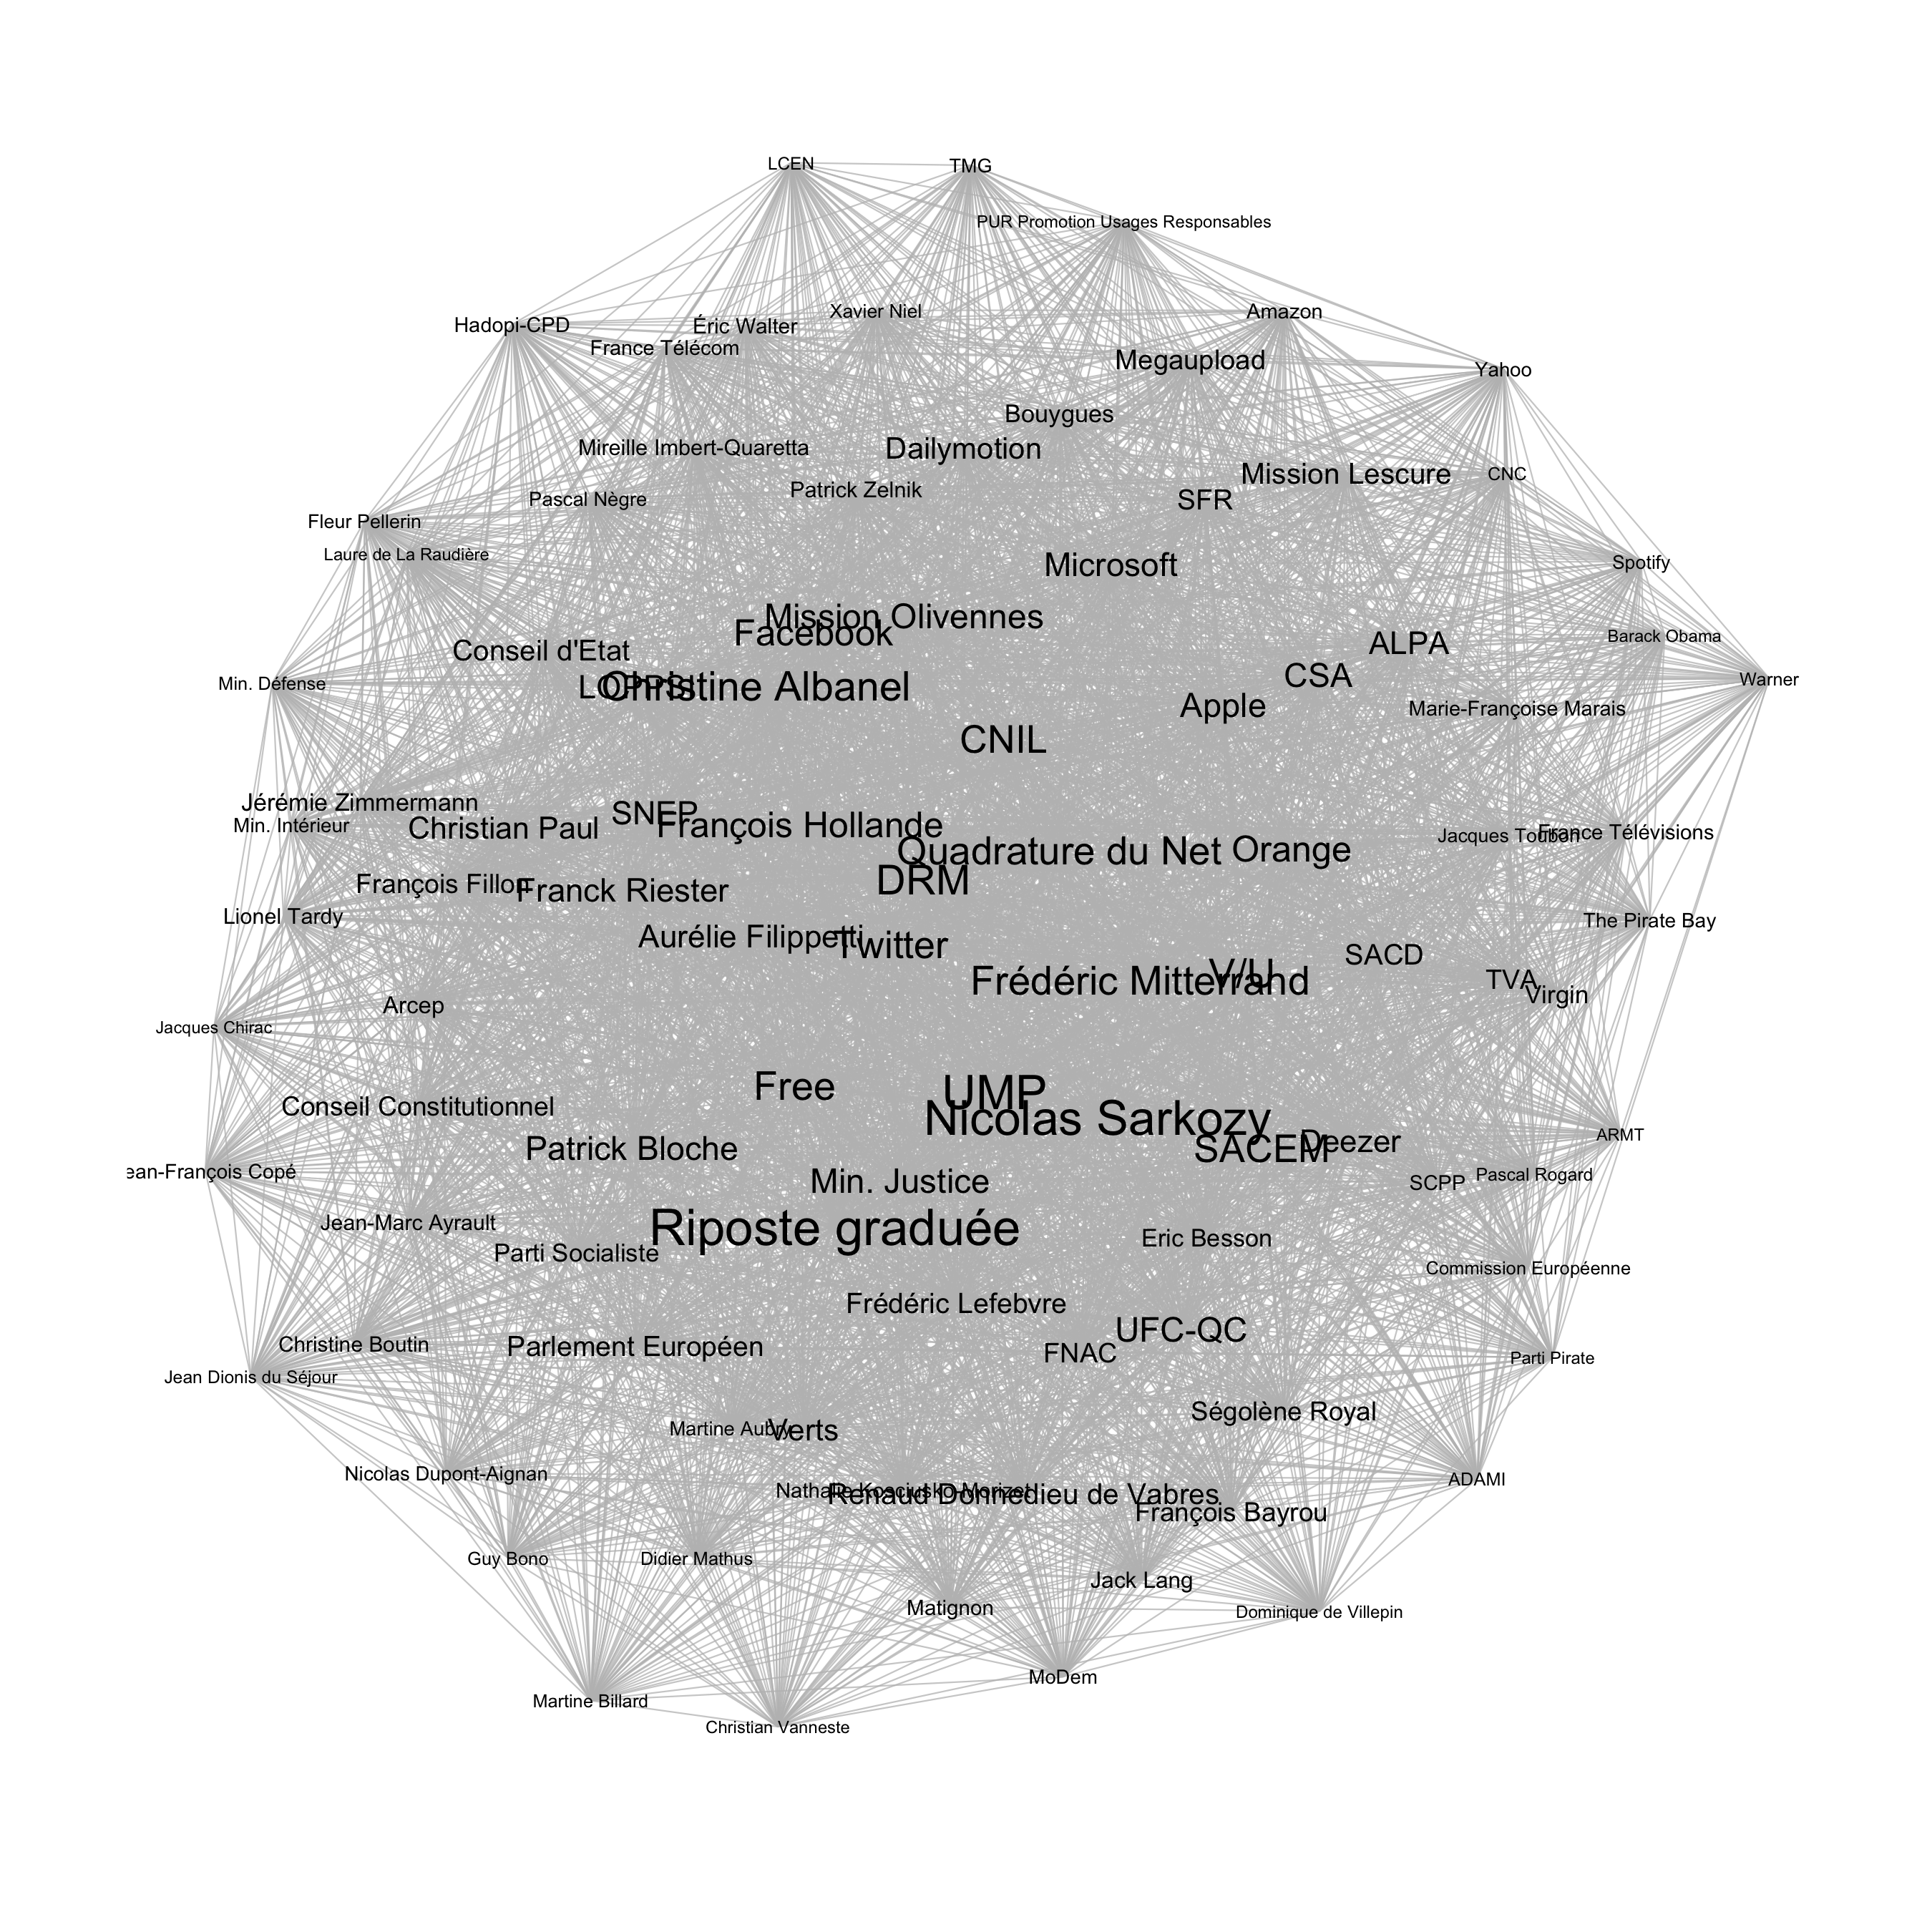 LCEN
TMG
PUR Promotion Usages Responsables
Xavier Niel
Amazon
Hadopi-CPD
Éric Walter
France Télécom
Megaupload
Yahoo
Bouygues
Mireille Imbert-Quaretta
Dailymotion
Mission Lescure
CNC
Patrick Zelnik
Pascal Nègre
SFR
Fleur Pellerin
Laure de La Raudière
Microsoft
Spotify
Mission Olivennes
Facebook
Barack Obama
ALPA
Conseil d'Etat
CSA
Warner
Min. Défense
LOPPSI
Christine Albanel
Apple
Marie-Françoise Marais
CNIL
Jérémie Zimmermann
SNEP
Min. Intérieur
Christian Paul
François Hollande
Jacques Toubon
France Télévisions
Quadrature du Net
Orange
DRM
François Fillon
Franck Riester
Lionel Tardy
The Pirate Bay
Aurélie Filippetti
Twitter
SACD
V/U
Frédéric Mitterrand
TVA
Virgin
Arcep
Jacques Chirac
Free
UMP
Conseil Constitutionnel
Nicolas Sarkozy
ARMT
Patrick Bloche
SACEM
Deezer
ean-François Copé
Min. Justice
SCPP
Pascal Rogard
Jean-Marc Ayrault
Riposte graduée
Eric Besson
Parti Socialiste
Commission Européenne
Frédéric Lefebvre
UFC-QC
Christine Boutin
Parlement Européen
FNAC
Parti Pirate
Jean Dionis du Séjour
Ségolène Royal
Martine Aubry
Verts
Nicolas Dupont-Aignan
ADAMI
Nathalie Kosciusko-Morizet
Renaud Donnedieu de Vabres
François Bayrou
Guy Bono
Didier Mathus
Jack Lang
Matignon
Dominique de Villepin
MoDem
Martine Billard
Christian Vanneste